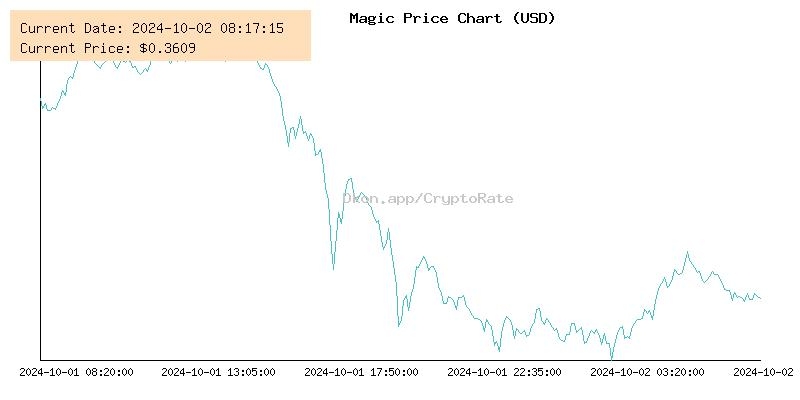 Magic Price Chart (USD)
Current Date: 2024-10-02 08:17:15
Current Price: $0.3609
Okon.app/CryptoRate
2024-10-01 08:20:00
2024-10-01 13:05:00
2024-10-01 17:50:00
2024-10-01 22:35:00
2024-10-02 03:20:00
2024-10-02